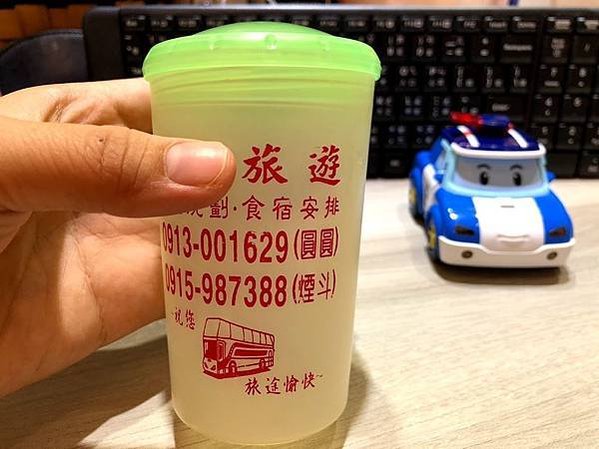 旅遊
規劃·食宿安排
0913-001629(圓圓)
0915-987388(煙斗)
~祝您
旅途愉快~